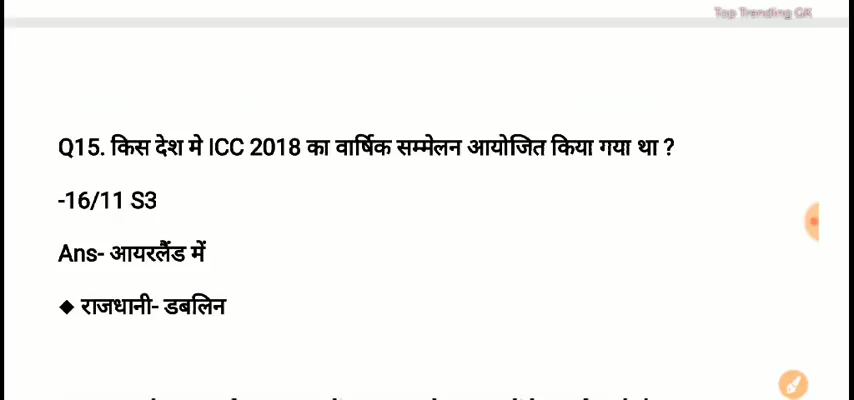 Top Trending GK
Q15. किस देश मे ICC 2018 का वार्षिक सम्मेलन आयोजित किया गया था ?
-16/11 S3
Ans- आयरलैंड में
◆ राजधानी- डबलिन